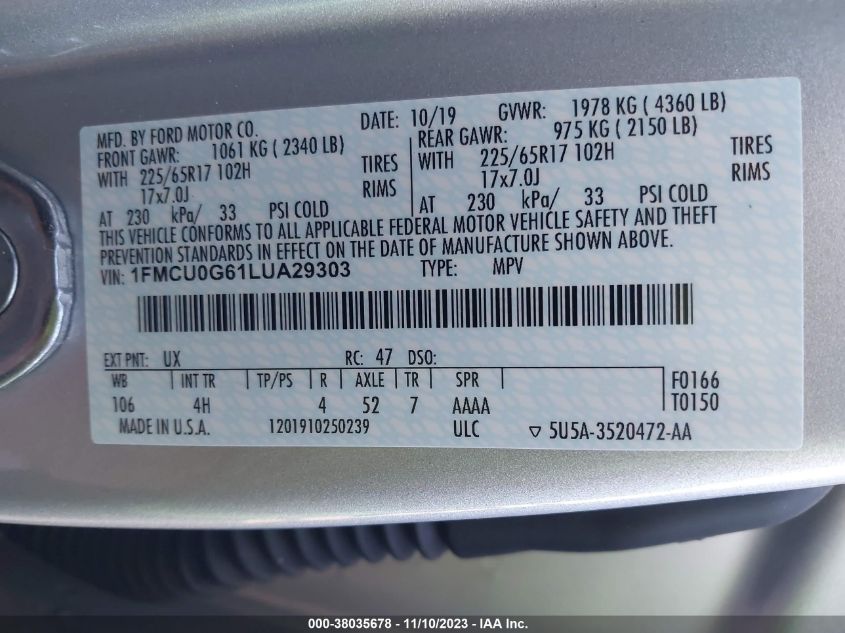 MFD. BY FORD MOTOR CO. DATE: 10/19 GVWR: 1978 KG ( 4360 LB)
FRONT GAWR: 1061 KG ( 2340 LB) REAR GAWR: 975 KG ( 2150 LB)
WITH 225/65R17 102H TIRES WITH 225/65R17 102H TIRES
17x7.0J RIMS 17x7.0J RIMS
AT 230 kPa/ 33 PSI COLD AT 230 kPa/ 33 PSI COLD
THIS VEHICLE CONFORMS TO ALL APPLICABLE FEDERAL MOTOR VEHICLE SAFETY AND THEFT
PREVENTION STANDARDS IN EFFECT ON THE DATE OF MANUFACTURE SHOWN ABOVE.
VIN: 1FMCU0G61LUA29303 TYPE: MPV
EXT PNT: UX RC: 47 DSO:
WB INT TR TP/PS R AXLE TR SPR F0166
106 4H 4 52 7 AAAA T0150
MADE IN U.S.A. 1201910250239 ULC ▽ 5U5A-3520472-AA
000-38035678 - 11/10/2023 - IAA Inc.